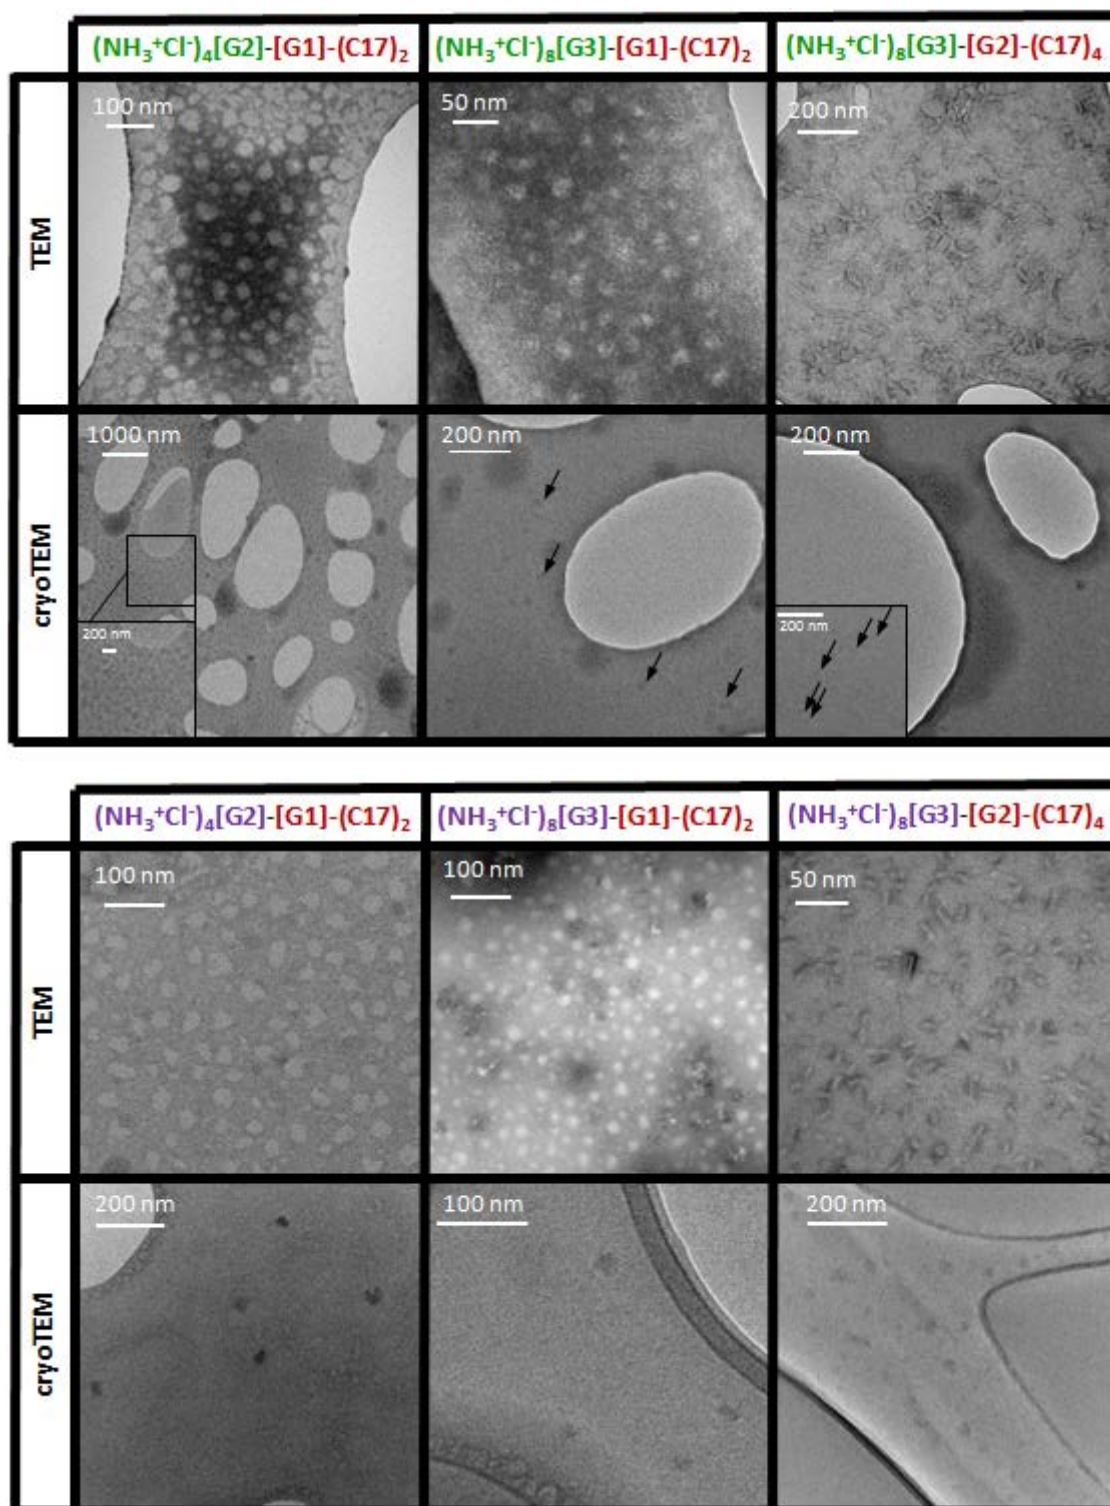 (NH₃⁺Cl⁻)₄[G2]-[G1]-(C17)₂
(NH₃⁺Cl⁻)₈[G3]-[G1]-(C17)₂
(NH₃⁺Cl⁻)₈[G3]-[G2]-(C17)₄
TEM
100 nm
50 nm
200 nm
cryoTEM
1000 nm
200 nm
200 nm
200 nm
200 nm
(NH₃⁺Cl⁻)₄[G2]-[G1]-(C17)₂
(NH₃⁺Cl⁻)₈[G3]-[G1]-(C17)₂
(NH₃⁺Cl⁻)₈[G3]-[G2]-(C17)₄
TEM
100 nm
100 nm
50 nm
cryoTEM
200 nm
100 nm
200 nm